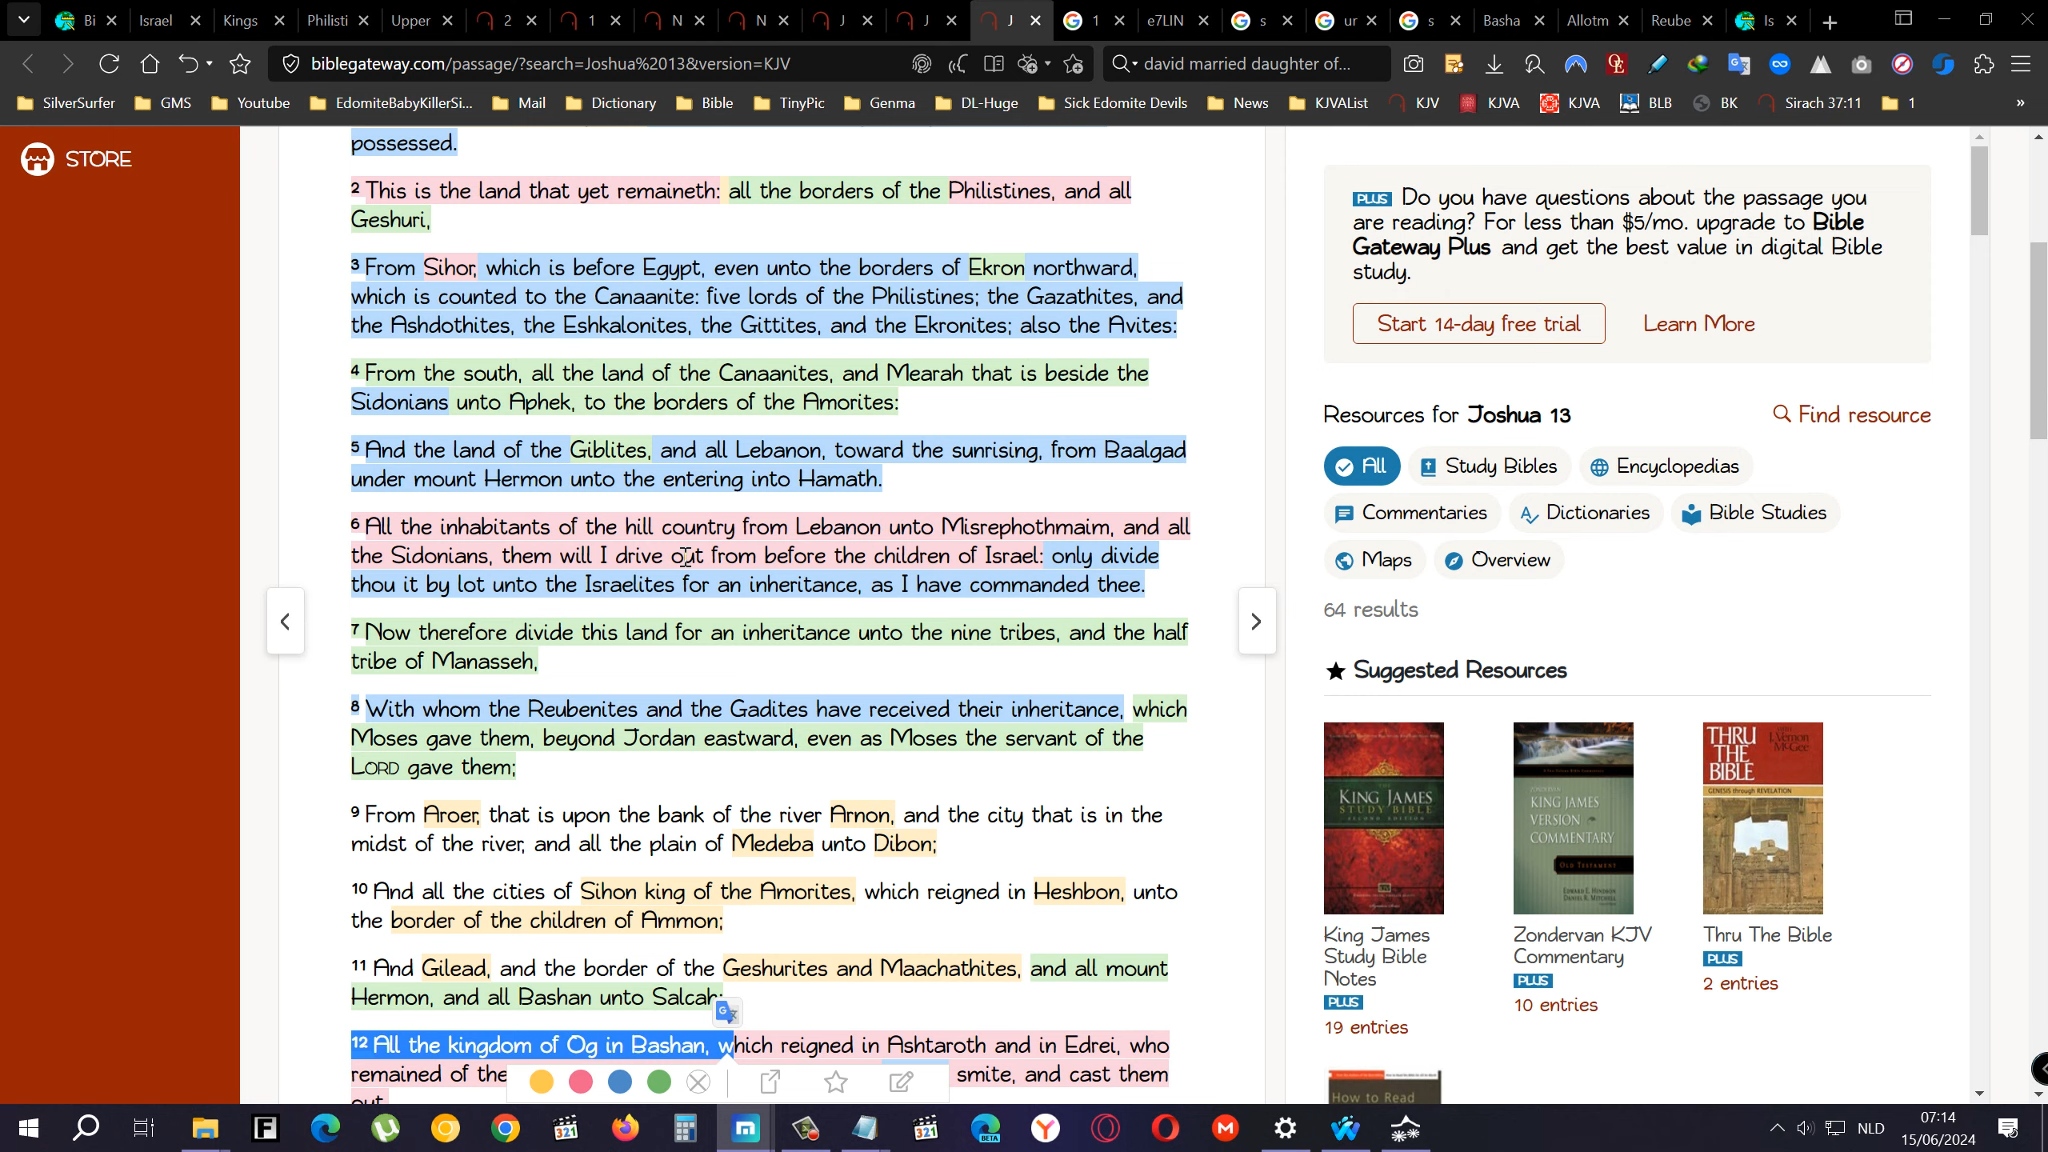 Bi
Israel
Kings
Philisti
Upper
2
1
N
N
J
J
J
1
e7LIN
s
ur
s
Basha
Allotm
Reube
Is
biblegateway.com/passage/?search=Joshua%2013&version=KJV
david married daughter of...
SilverSurfer
GMS
Youtube
EdomiteBabyKillerSi...
Mail
Dictionary
Bible
TinyPic
Genma
DL-Huge
Sick Edomite Devils
News
KJVAList
KJV
KJVA
KJVA
BLB
BK
Sirach 37:11
1
STORE
possessed.
2 This is the land that yet remaineth: all the borders of the Philistines, and all
Geshuri,
3 From Sihor, which is before Egypt, even unto the borders of Ekron northward,
which is counted to the Canaanite: five lords of the Philistines; the Gazathites, and
the Ashdothites, the Eshkalonites, the Gittites, and the Ekronites; also the Avites:
4 From the south, all the land of the Canaanites, and Mearah that is beside the
Sidonians unto Aphek, to the borders of the Amorites:
5 And the land of the Giblites, and all Lebanon, toward the sunrising, from Baalgad
under mount Hermon unto the entering into Hamath.
6 All the inhabitants of the hill country from Lebanon unto Misrephothmaim, and all
the Sidonians, them will I drive out from before the children of Israel: only divide
thou it by lot unto the Israelites for an inheritance, as I have commanded thee.
7 Now therefore divide this land for an inheritance unto the nine tribes, and the half
tribe of Manasseh,
8 With whom the Reubenites and the Gadites have received their inheritance, which
Moses gave them, beyond Jordan eastward, even as Moses the servant of the
LORD gave them;
9 From Aroer, that is upon the bank of the river Arnon, and the city that is in the
midst of the river, and all the plain of Medeba unto Dibon;
10 And all the cities of Sihon king of the Amorites, which reigned in Heshbon, unto
the border of the children of Ammon;
11 And Gilead, and the border of the Geshurites and Maachathites, and all mount
Hermon, and all Bashan unto Salcah;
12 All the kingdom of Og in Bashan, which reigned in Ashtaroth and in Edrei, who
remained of the smite, and cast them
out.
PLUS Do you have questions about the passage you
are reading? For less than $5/mo. upgrade to Bible
Gateway Plus and get the best value in digital Bible
study.
Start 14-day free trial
Learn More
Resources for Joshua 13
Find resource
All
Study Bibles
Encyclopedias
Commentaries
Dictionaries
Bible Studies
Maps
Overview
64 results
Suggested Resources
KING JAMES
STUDY BIBLE
SECOND EDITION
KING JAMES
VERSION
COMMENTARY
OLD TESTAMENT
THRU
THE
BIBLE
J. Vernon
McGee
GENESIS through REVELATION
King James
Study Bible
Notes
PLUS
19 entries
Zondervan KJV
Commentary
PLUS
10 entries
Thru The Bible
PLUS
2 entries
How to Read
NLD
07:14
15/06/2024